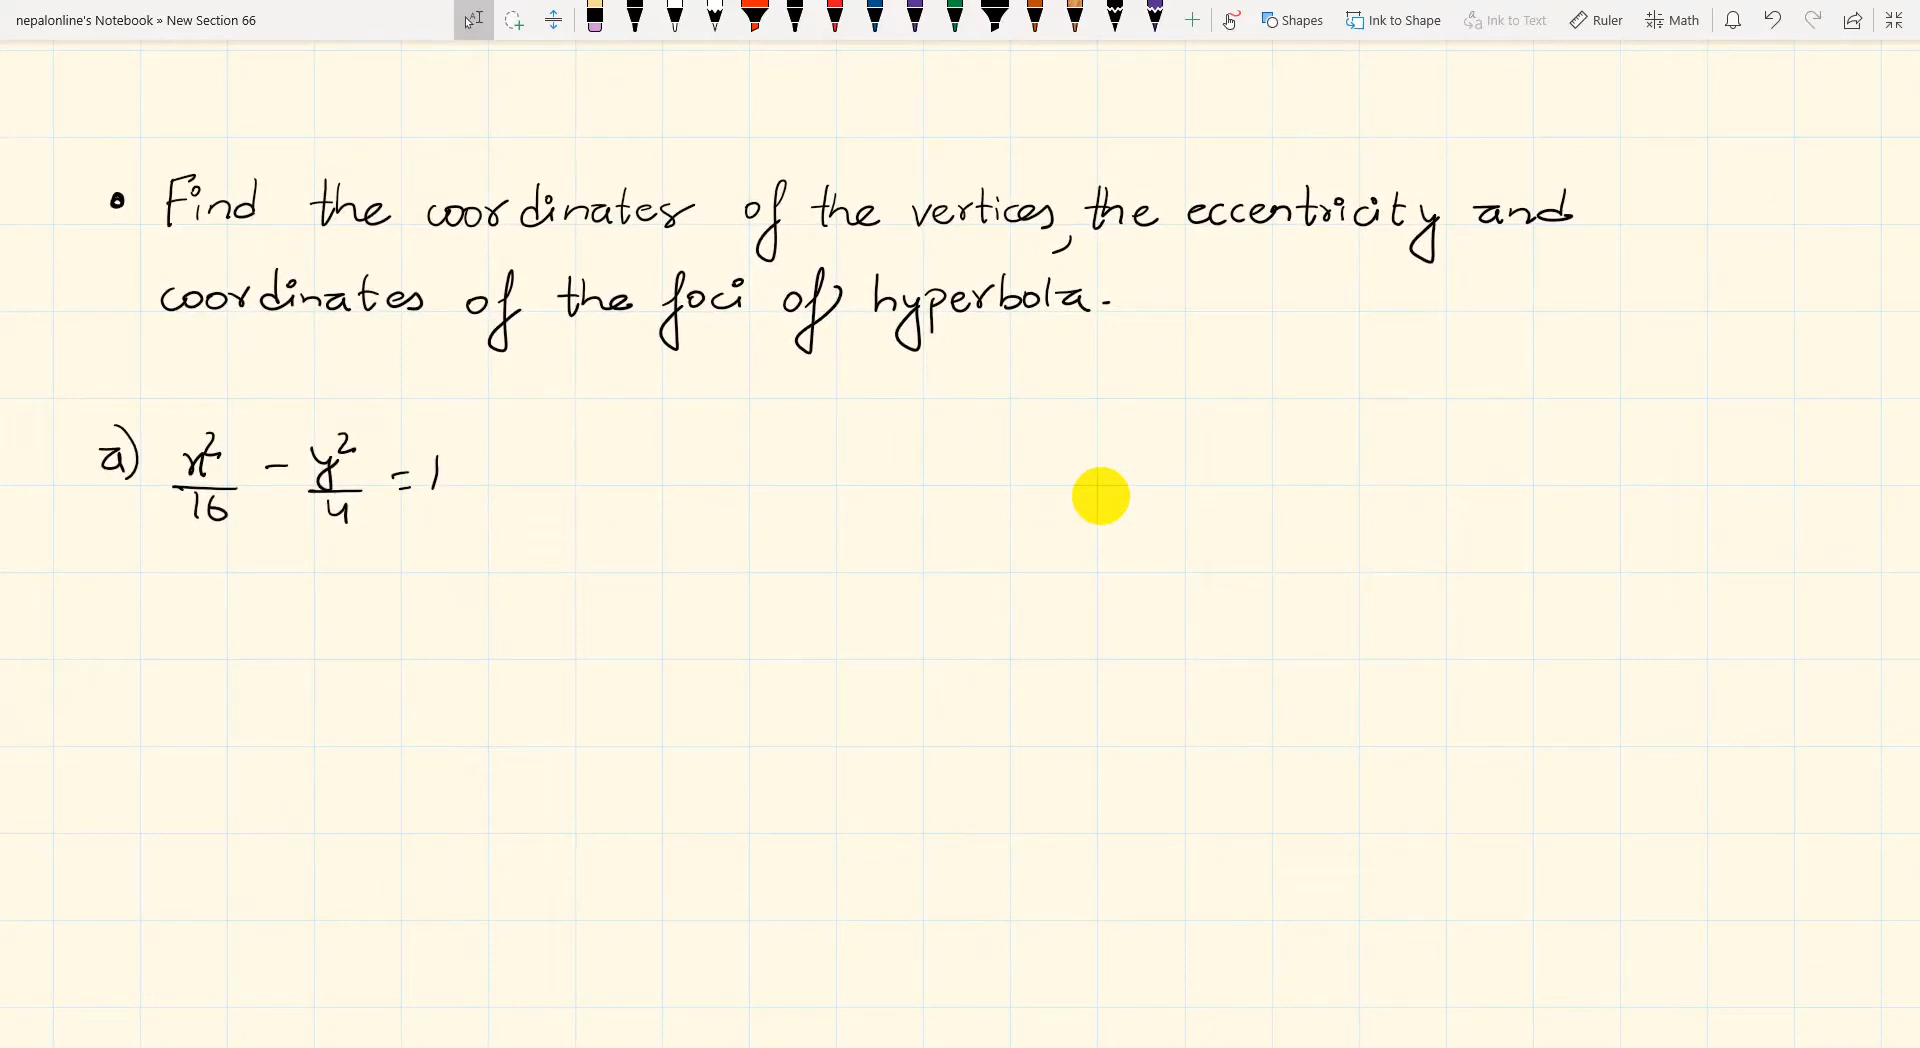 nepalonline's Notebook » New Section 66
Shapes Ink to Shape Ink to Text Ruler Math
• Find the coordinates of the vertices, the eccentricity and
coordinates of the foci of hyperbola.
a) x²/16 - y²/4 = 1